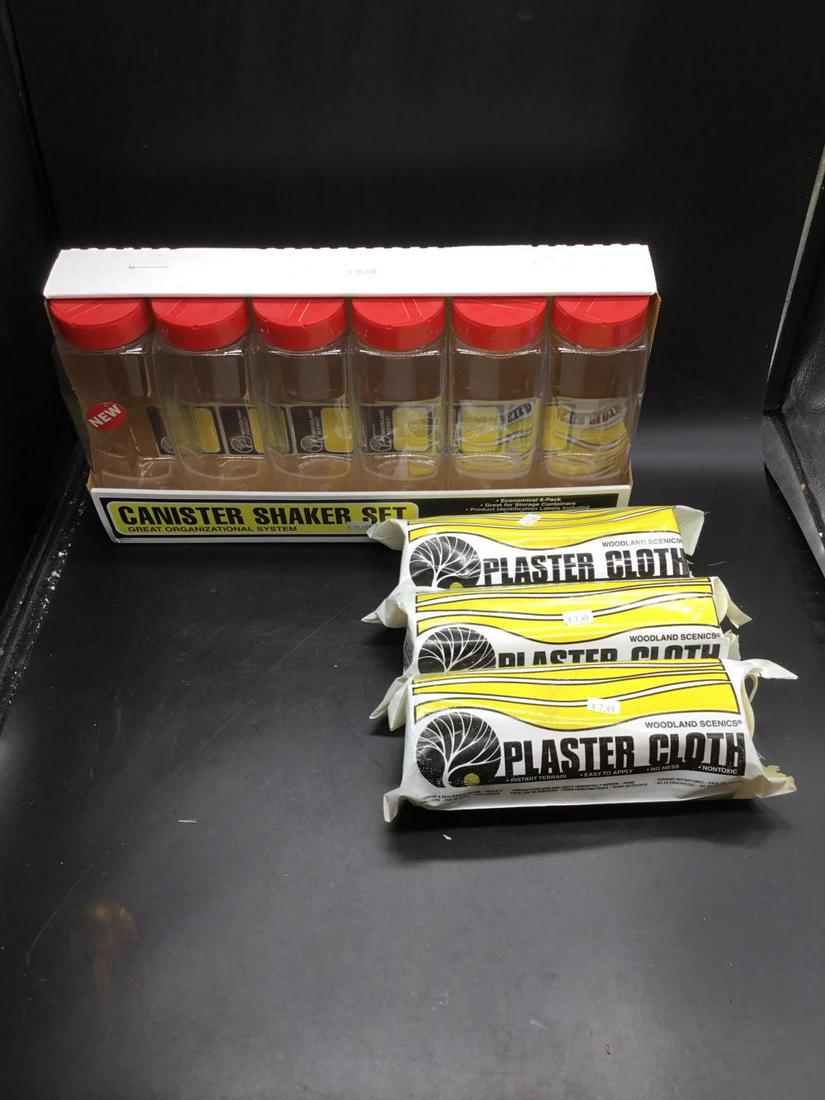 NEW
WOODLAND
SCENICS
CANISTER SHAKER SET
GREAT ORGANIZATIONAL SYSTEM
• Economical 6-Pack
• Great for Storage Containers
• Product Identification Labels Included
WOODLAND SCENICS®
PLASTER CLOTH
$ 7.49
WOODLAND SCENICS®
PLASTER CLOTH
$ 7.49
WOODLAND SCENICS®
PLASTER CLOTH
• INSTANT TERRAIN • EASY TO APPLY • NO MESS • NONTOXIC